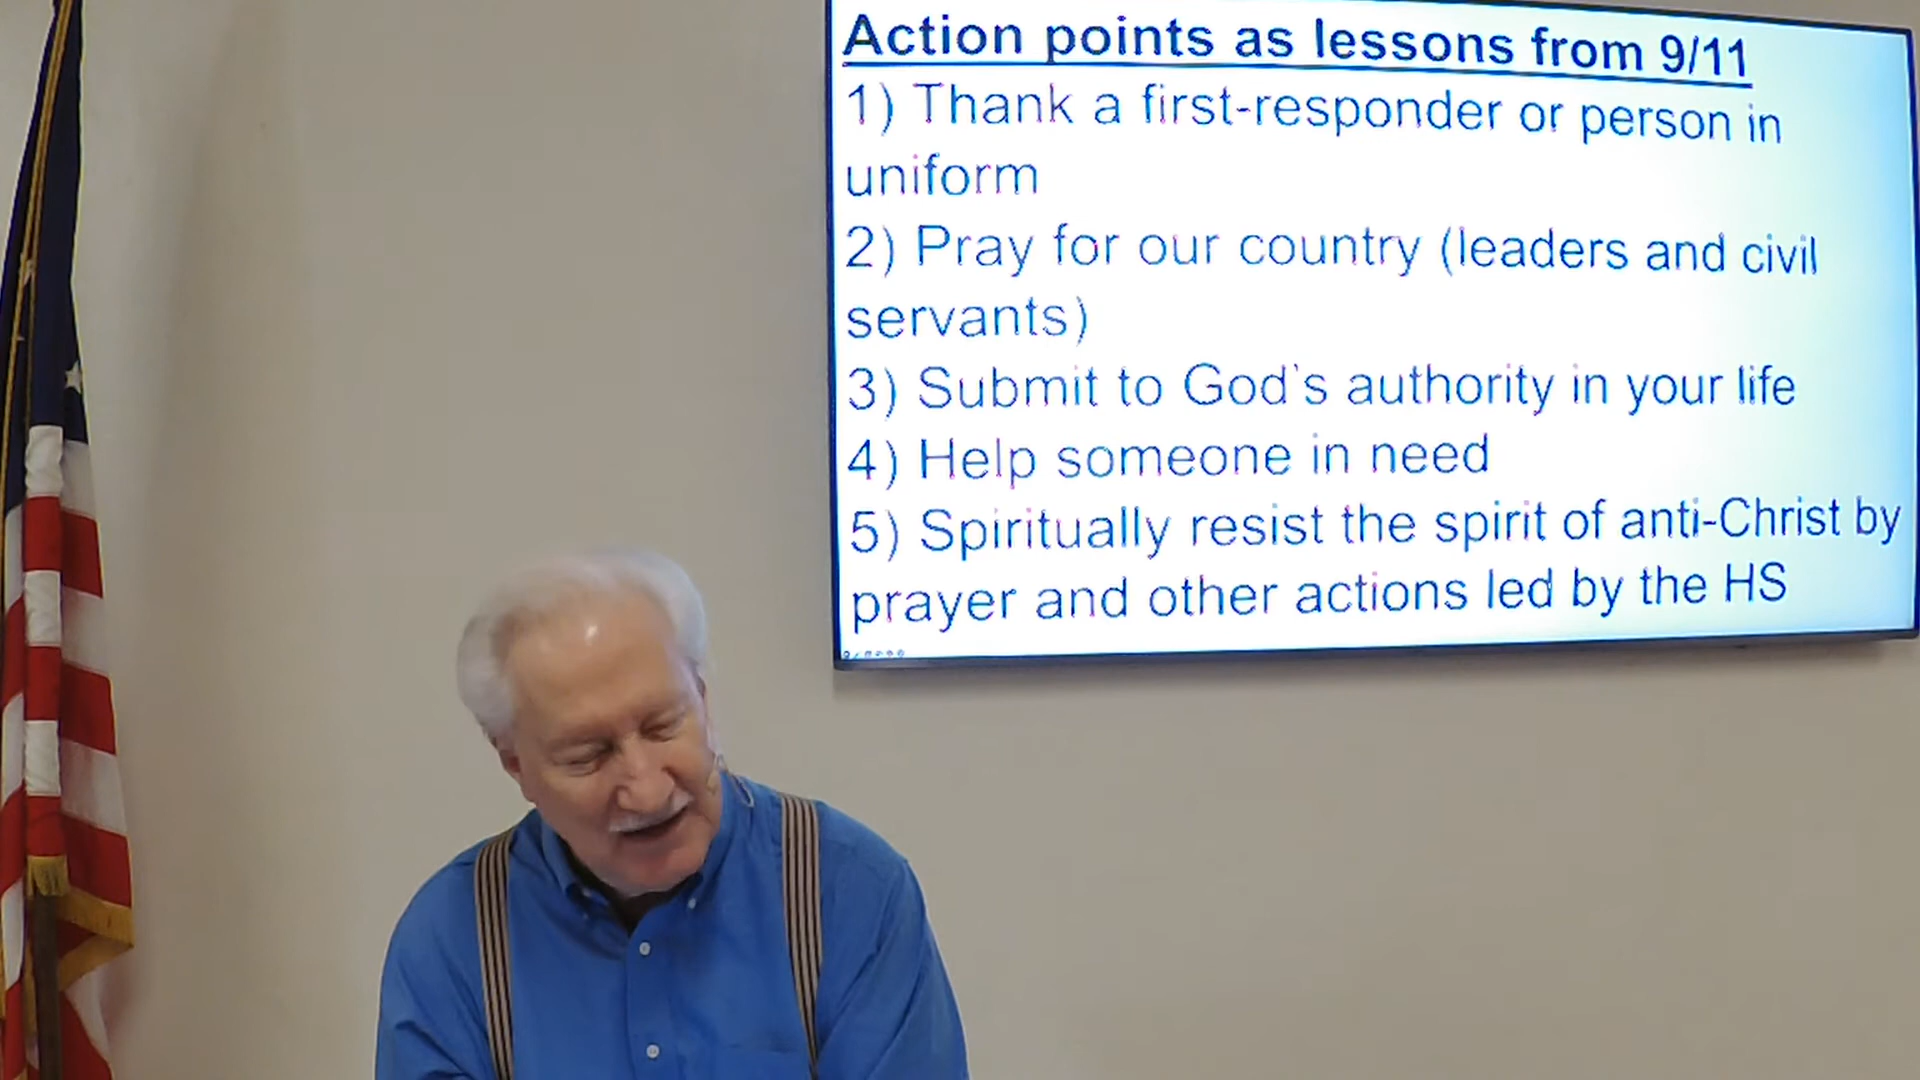 Action points as lessons from 9/11
1) Thank a first-responder or person in
uniform
2) Pray for our country (leaders and civil
servants)
3) Submit to God's authority in your life
4) Help someone in need
5) Spiritually resist the spirit of anti-Christ by
prayer and other actions led by the HS